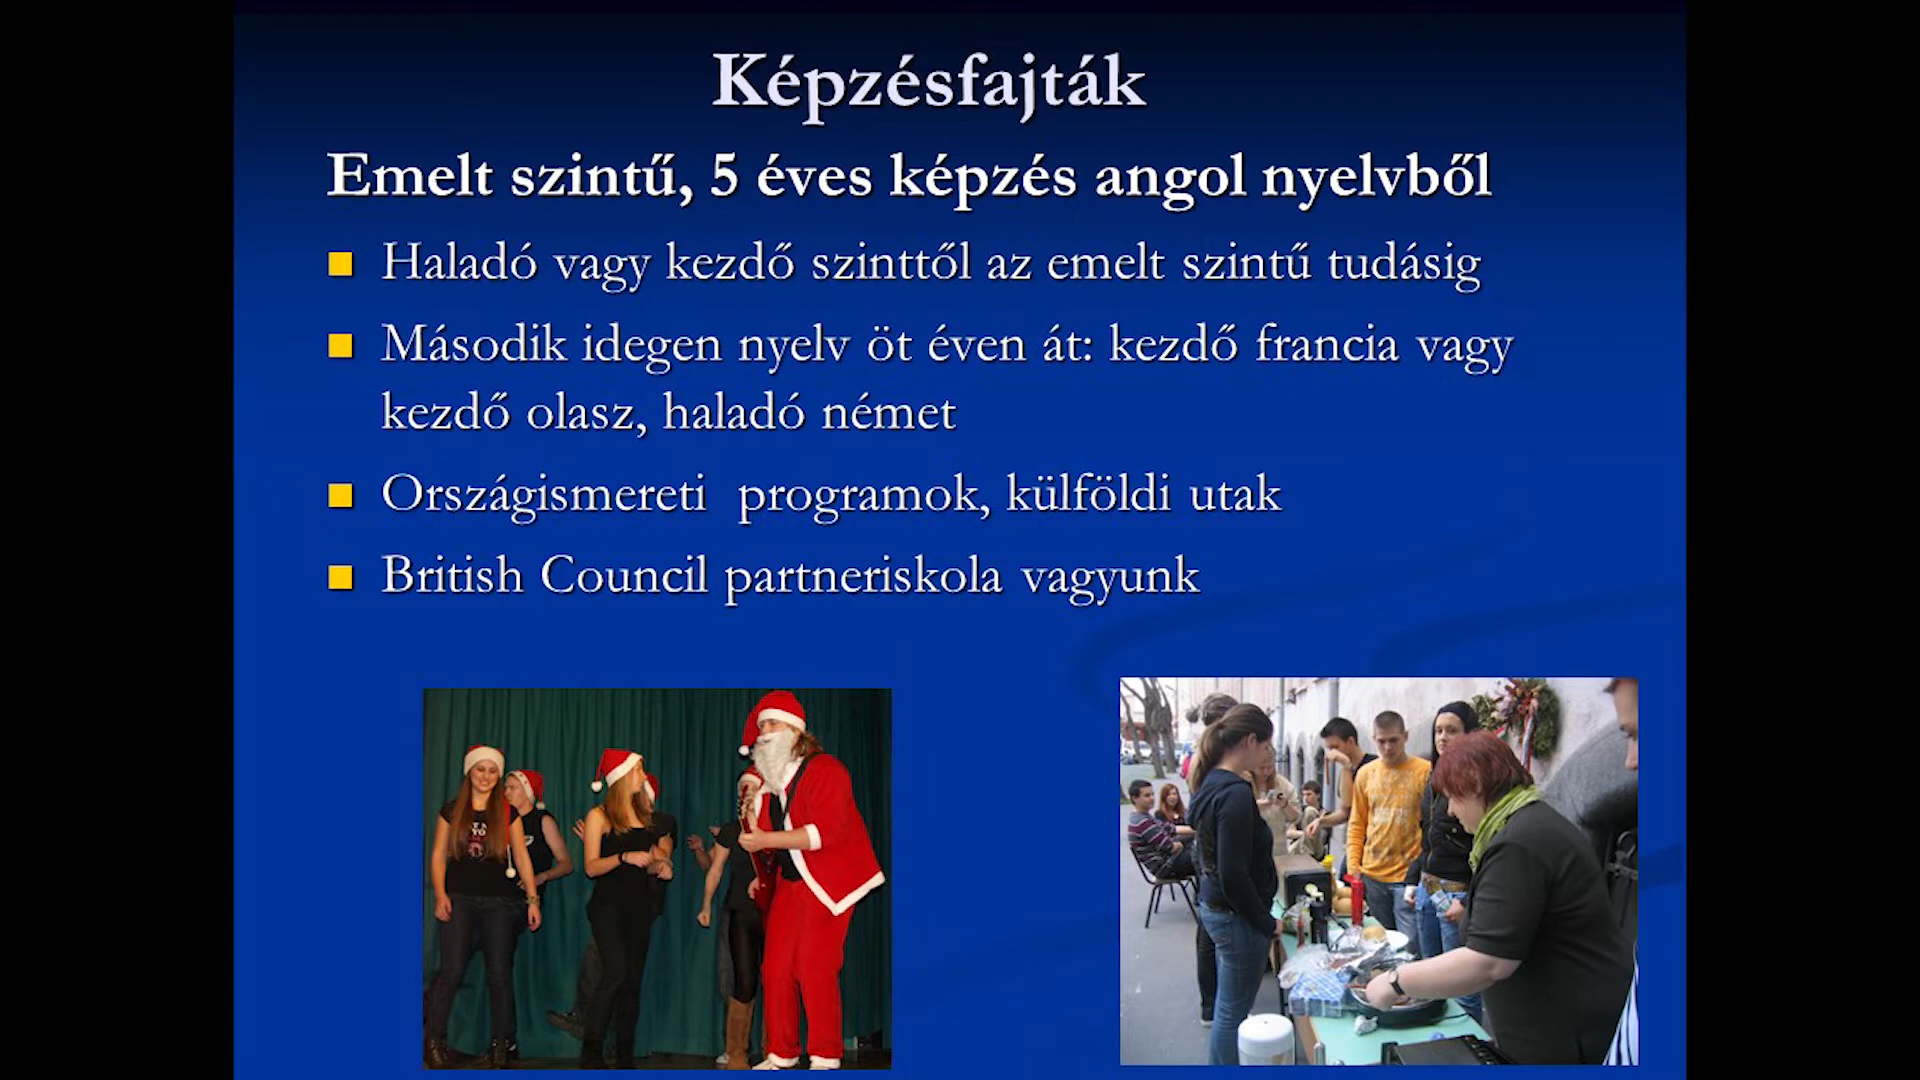 Képzésfajták
Emelt szintű, 5 éves képzés angol nyelvből
Haladó vagy kezdő szinttől az emelt szintű tudásig
Második idegen nyelv öt éven át: kezdő francia vagy
kezdő olasz, haladó német
Országismereti programok, külföldi utak
British Council partneriskola vagyunk